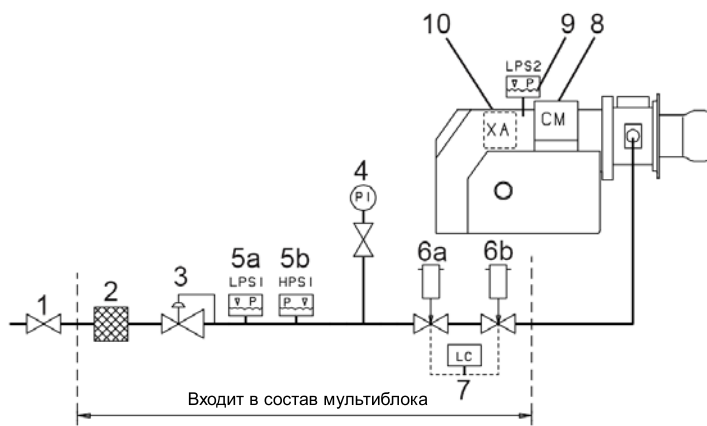 10 9 8
LPS2
▽ P
XA CM
4
PI
5a 5b 6a 6b
LPS1 HPS1
1 2 3
▽ P P ▽
LC
7
Входит в состав мультиблока